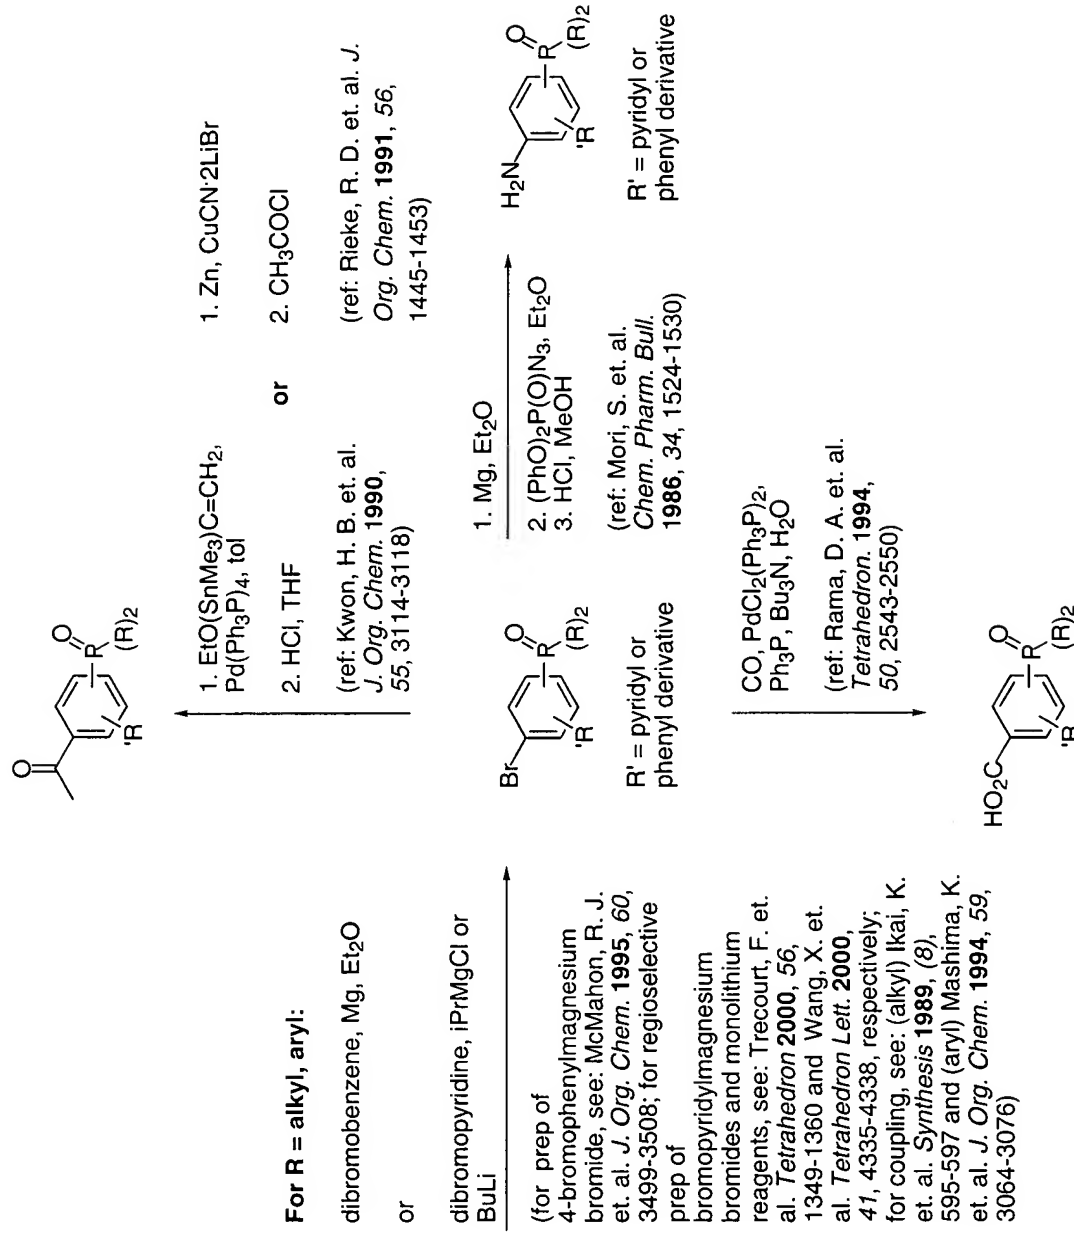 For R = alkyl, aryl:
dibromobenzene, Mg, Et2O
or
dibromopyridine, iPrMgCl or
BuLi
(for prep of
4-bromophenylmagnesium
bromide, see: McMahon, R. J.
et. al. J. Org. Chem. 1995, 60,
3499-3508; for regioselective
prep of
bromopyridylmagnesium
bromides and monolithium
reagents, see: Trecourt, F. et.
al. Tetrahedron 2000, 56,
1349-1360 and Wang, X. et.
al. Tetrahedron Lett. 2000,
41, 4335-4338, respectively;
for coupling, see: (alkyl) Ikai, K.
et. al. Synthesis 1989, (8),
595-597 and (aryl) Mashima, K.
et. al. J. Org. Chem. 1994, 59,
3064-3076)
O
O
R
(R)2
'R
1. EtO(SnMe3)C=CH2,
Pd(Ph3P)4, tol
2. HCl, THF
(ref: Kwon, H. B. et. al.
J. Org. Chem. 1990,
55, 3114-3118)
or
1. Zn, CuCN·2LiBr
2. CH3COCl
(ref: Rieke, R. D. et. al. J.
Org. Chem. 1991, 56,
1445-1453)
Br
O
R
(R)2
'R
R' = pyridyl or
phenyl derivative
1. Mg, Et2O
2. (PhO)2P(O)N3, Et2O
3. HCl, MeOH
(ref: Mori, S. et. al.
Chem. Pharm. Bull.
1986, 34, 1524-1530)
H2N
O
R
(R)2
'R
R' = pyridyl or
phenyl derivative
CO, PdCl2(Ph3P)2,
Ph3P, Bu3N, H2O
(ref: Rama, D. A. et. al
Tetrahedron. 1994,
50, 2543-2550)
HO2C
O
R
(R)2
'R